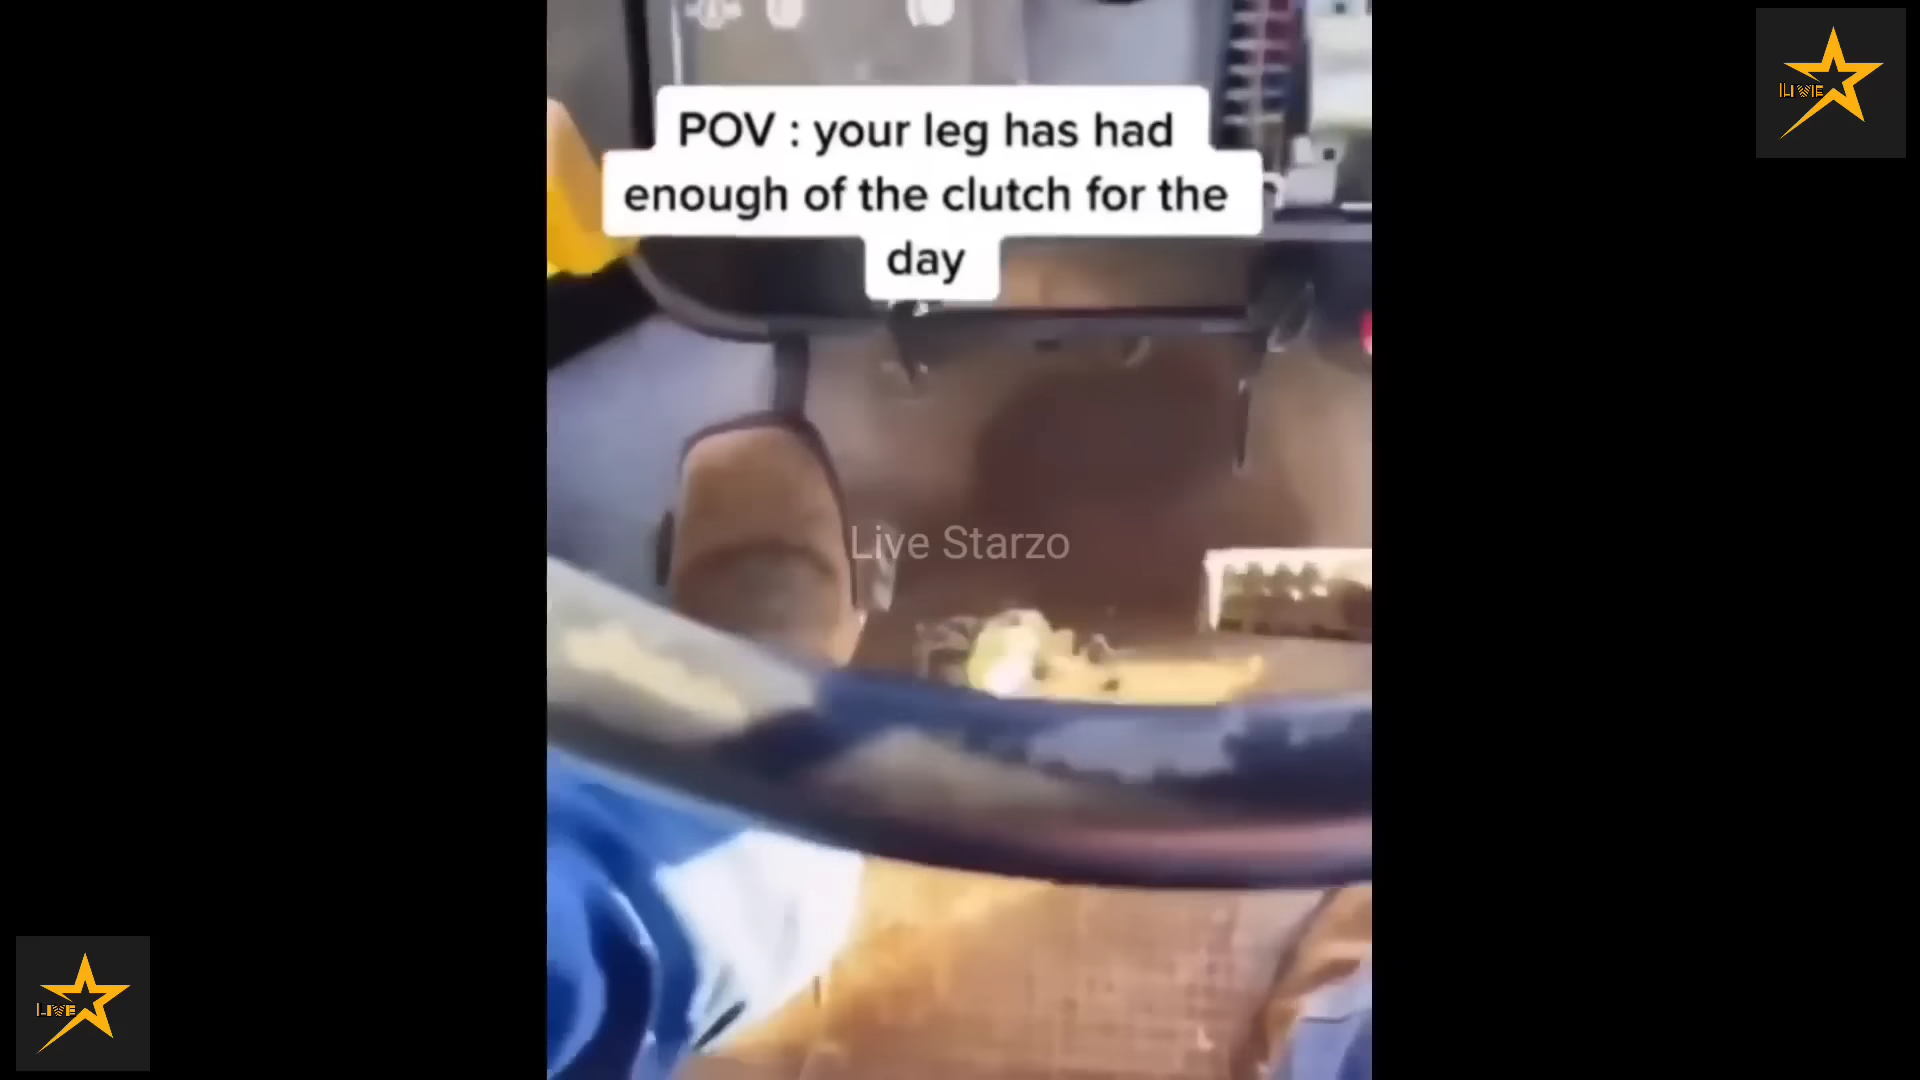 POV : your leg has had
enough of the clutch for the
day
Live Starzo
LIVE
LIVE